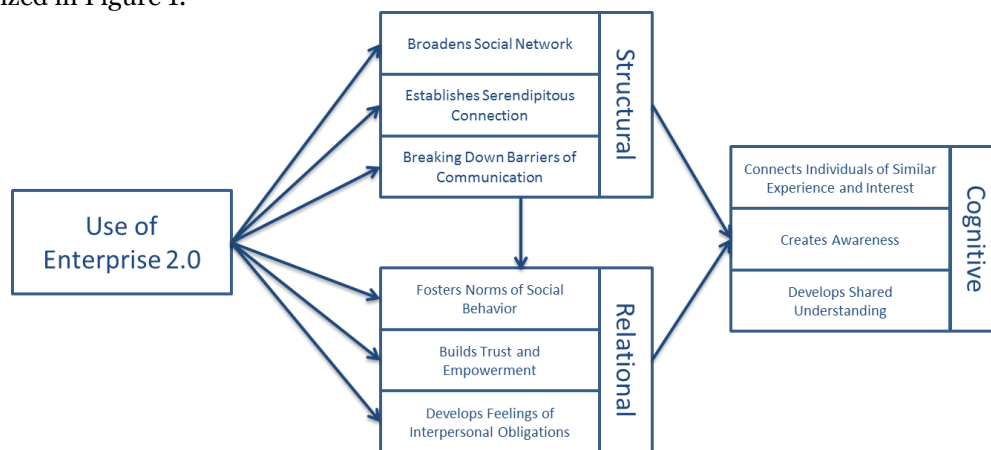 ized in Figure 1.
Broadens Social Network
Establishes Serendipitous
Connection
Breaking Down Barriers of
Communication
Structural
Use of
Enterprise 2.0
Fosters Norms of Social
Behavior
Builds Trust and
Empowerment
Develops Feelings of
Interpersonal Obligations
Relational
Connects Individuals of Similar
Experience and Interest
Creates Awareness
Develops Shared
Understanding
Cognitive